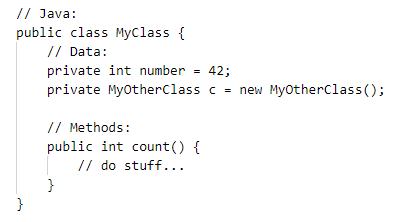 // Java:
public class MyClass {
    // Data:
    private int number = 42;
    private MyOtherClass c = new MyOtherClass();

    // Methods:
    public int count() {
        // do stuff...
    }
}